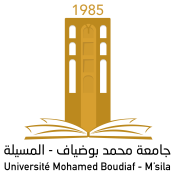 1985
جامعة محمد بوضياف - المسيلة
Université Mohamed Boudiaf - M'sila